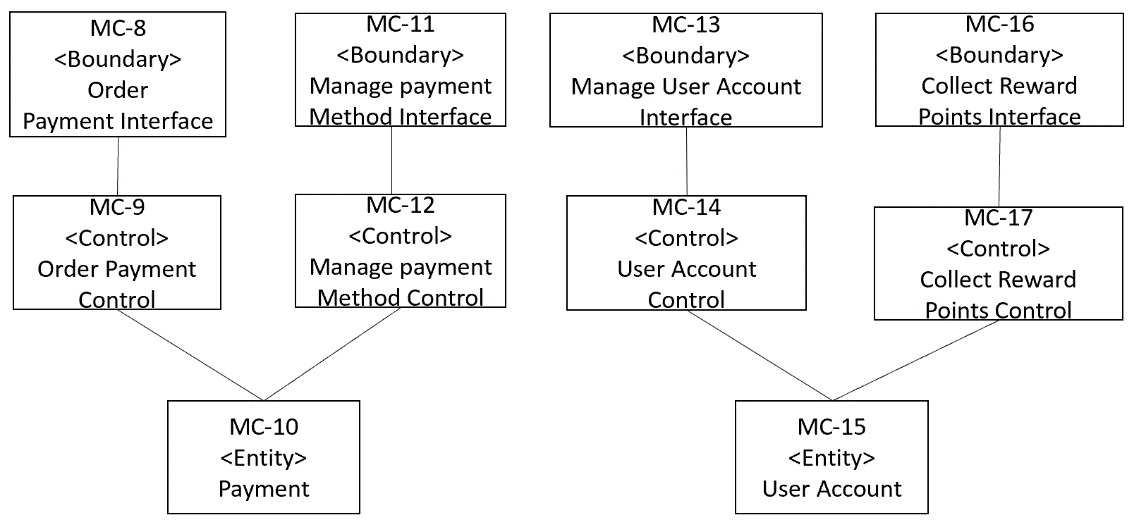 MC-8
<Boundary>
Order
Payment Interface
MC-11
<Boundary>
Manage payment
Method Interface
MC-13
<Boundary>
Manage User Account
Interface
MC-16
<Boundary>
Collect Reward
Points Interface
MC-9
<Control>
Order Payment
Control
MC-12
<Control>
Manage payment
Method Control
MC-14
<Control>
User Account
Control
MC-17
<Control>
Collect Reward
Points Control
MC-10
<Entity>
Payment
MC-15
<Entity>
User Account